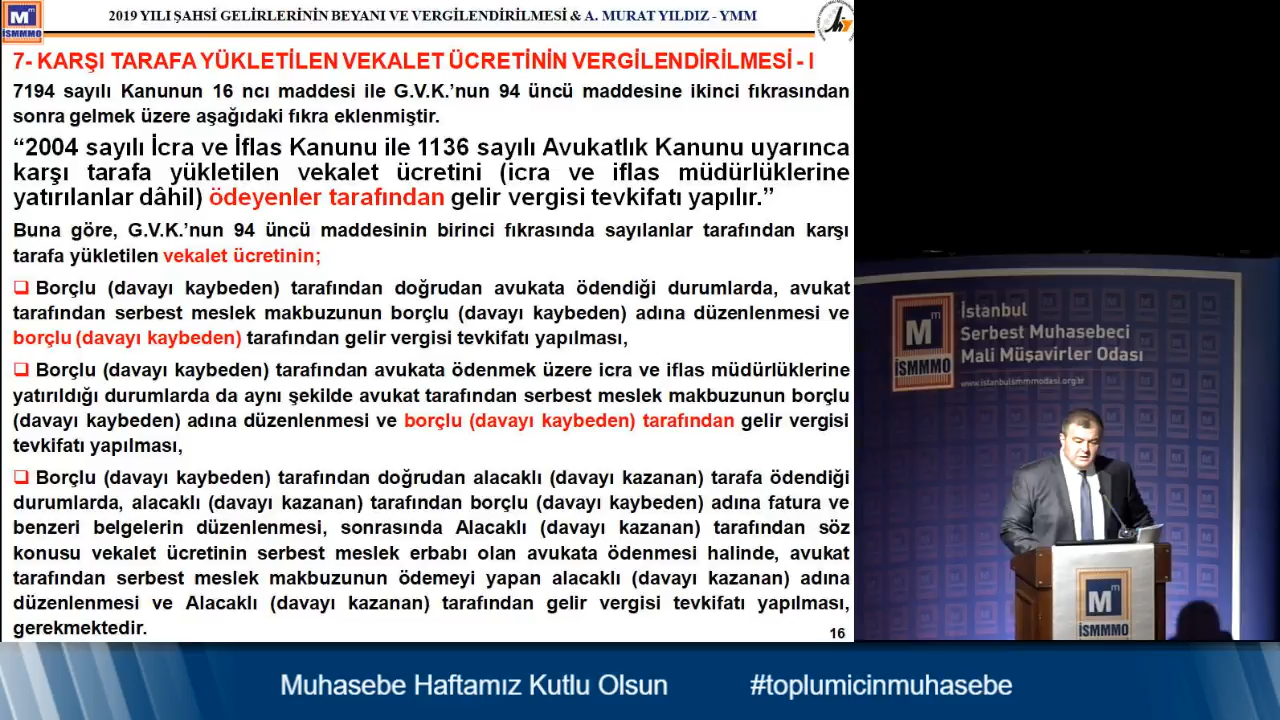 2019 YILI ŞAHSİ GELİRLERİNİN BEYANI VE VERGİLENDİRİLMESİ & A. MURAT YILDIZ - YMM
Mm
İSMMMO
7- KARŞI TARAFA YÜKLETİLEN VEKALET ÜCRETİNİN VERGİLENDİRİLMESİ - I
7194 sayılı Kanunun 16 ncı maddesi ile G.V.K.’nun 94 üncü maddesine ikinci fıkrasından
sonra gelmek üzere aşağıdaki fıkra eklenmiştir.
“2004 sayılı İcra ve İflas Kanunu ile 1136 sayılı Avukatlık Kanunu uyarınca
karşı tarafa yükletilen vekalet ücretini (icra ve iflas müdürlüklerine
yatırılanlar dâhil) ödeyenler tarafından gelir vergisi tevkifatı yapılır.”
Buna göre, G.V.K.’nun 94 üncü maddesinin birinci fıkrasında sayılanlar tarafından karşı
tarafa yükletilen vekalet ücretinin;
❑ Borçlu (davayı kaybeden) tarafından doğrudan avukata ödendiği durumlarda, avukat
tarafından serbest meslek makbuzunun borçlu (davayı kaybeden) adına düzenlenmesi ve
borçlu (davayı kaybeden) tarafından gelir vergisi tevkifatı yapılması,
❑ Borçlu (davayı kaybeden) tarafından avukata ödenmek üzere icra ve iflas müdürlüklerine
yatırıldığı durumlarda da aynı şekilde avukat tarafından serbest meslek makbuzunun borçlu
(davayı kaybeden) adına düzenlenmesi ve borçlu (davayı kaybeden) tarafından gelir vergisi
tevkifatı yapılması,
❑ Borçlu (davayı kaybeden) tarafından doğrudan alacaklı (davayı kazanan) tarafa ödendiği
durumlarda, alacaklı (davayı kazanan) tarafından borçlu (davayı kaybeden) adına fatura ve
benzeri belgelerin düzenlenmesi, sonrasında Alacaklı (davayı kazanan) tarafından söz
konusu vekalet ücretinin serbest meslek erbabı olan avukata ödenmesi halinde, avukat
tarafından serbest meslek makbuzunun ödemeyi yapan alacaklı (davayı kazanan) adına
düzenlenmesi ve Alacaklı (davayı kazanan) tarafından gelir vergisi tevkifatı yapılması,
gerekmektedir.
16
Mm
İSMMMO
İstanbul
Serbest Muhasebeci
Mali Müşavirler Odası
www.istanbulsmmmodasi.org.tr
M
İSMMMO
Muhasebe Haftamız Kutlu Olsun
#toplumicinmuhasebe